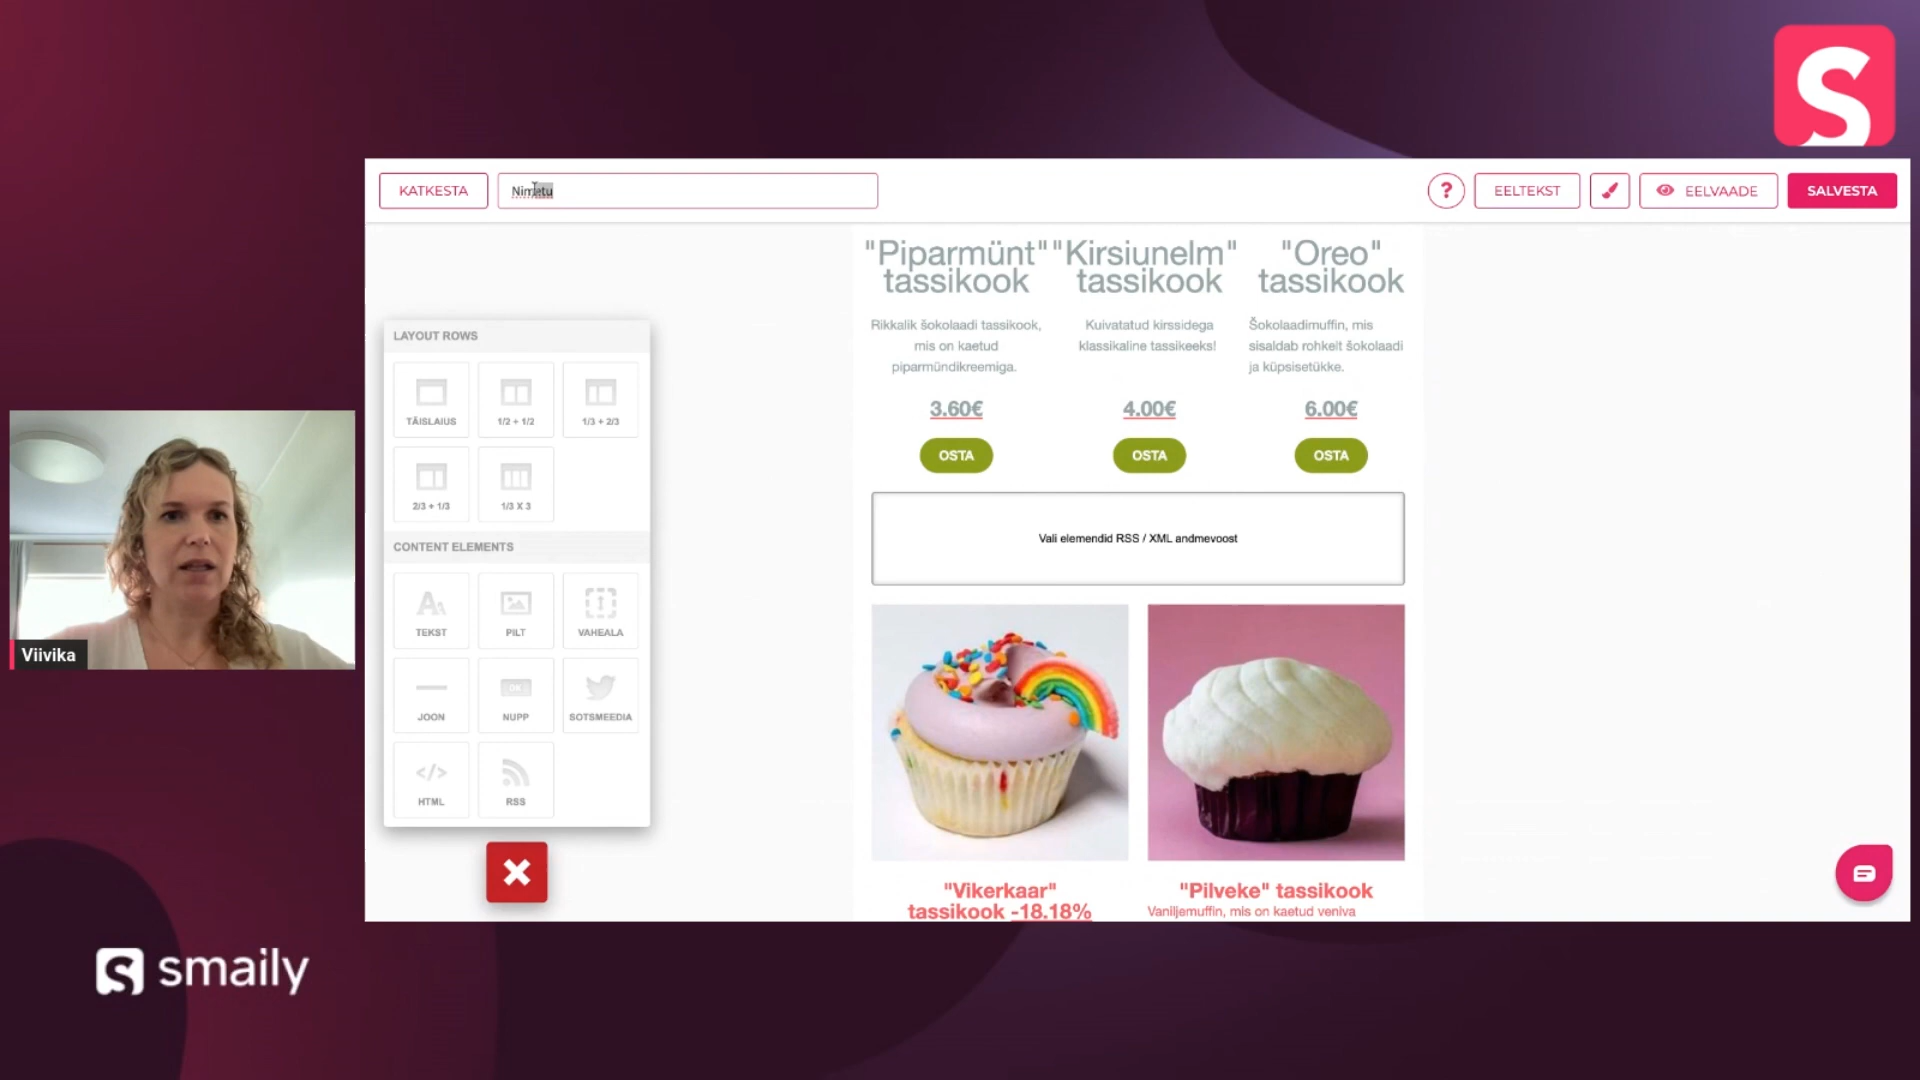 KATKESTA
Nimetu
?
EELTEKST
EELVAADE
SALVESTA
"Piparmünt" tassikook
"Kirsiunelm" tassikook
"Oreo" tassikook
Rikkalik šokolaadi tassikook,
mis on kaetud
piparmündikreemiga.
Kuivatatud kirssidega
klassikaline tassikeeks!
Šokolaadimuffin, mis
sisaldab rohkelt šokolaadi
ja küpsisetükke.
3.60€
4.00€
6.00€
OSTA
OSTA
OSTA
Vali elemendid RSS / XML andmevoost
"Vikerkaar"
tassikook -18.18%
"Pilveke" tassikook
Vaniljemuffin, mis on kaetud veniva
LAYOUT ROWS
TÄISLAIUS
1/2 + 1/2
1/3 + 2/3
2/3 + 1/3
1/3 X 3
CONTENT ELEMENTS
TEKST
PILT
VAHEALA
JOON
OK
NUPP
SOTSMEEDIA
</>
HTML
RSS
Viivika
smaily